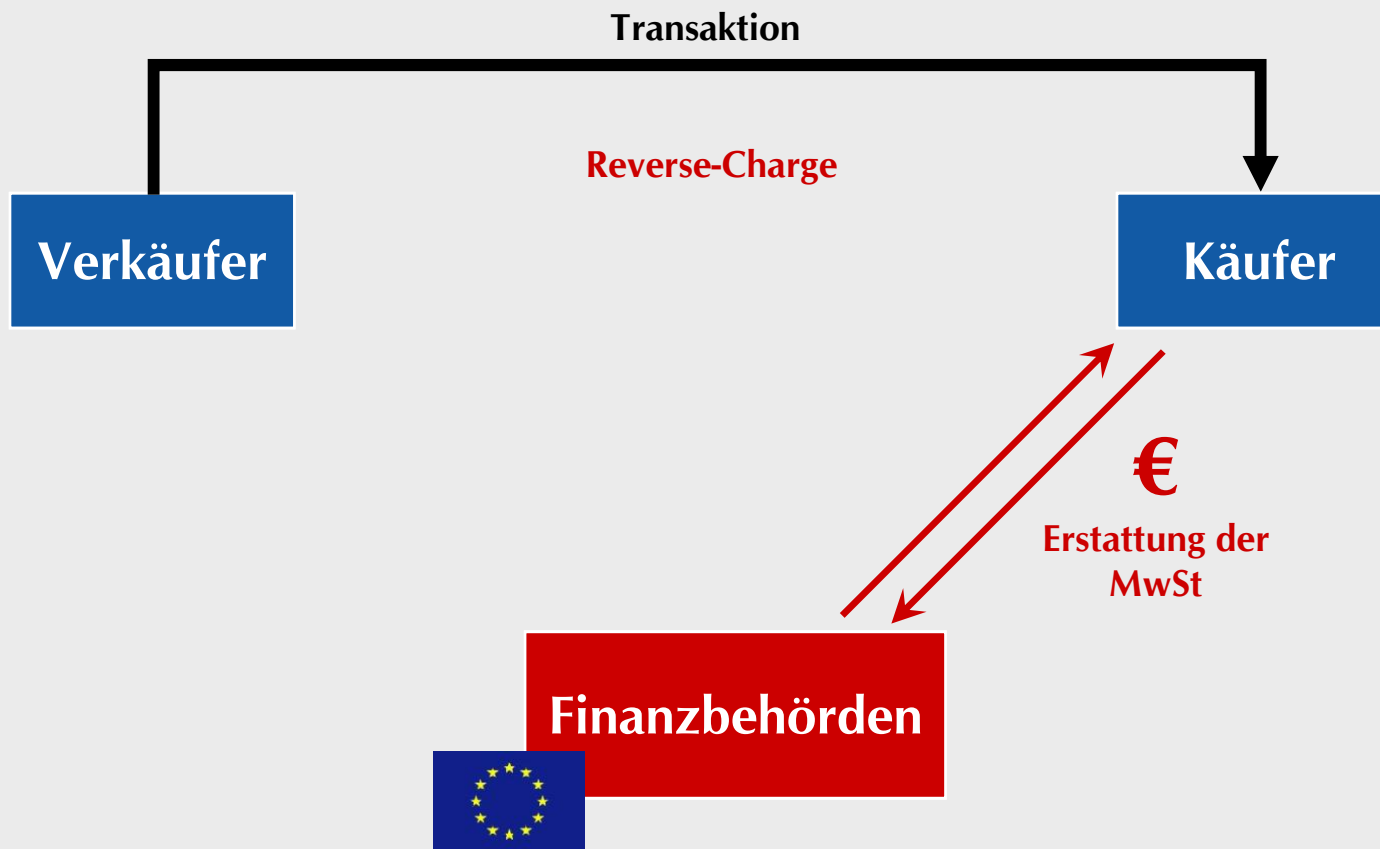 Transaktion
Reverse-Charge
Verkäufer
Käufer
€
Erstattung der
MwSt
Finanzbehörden